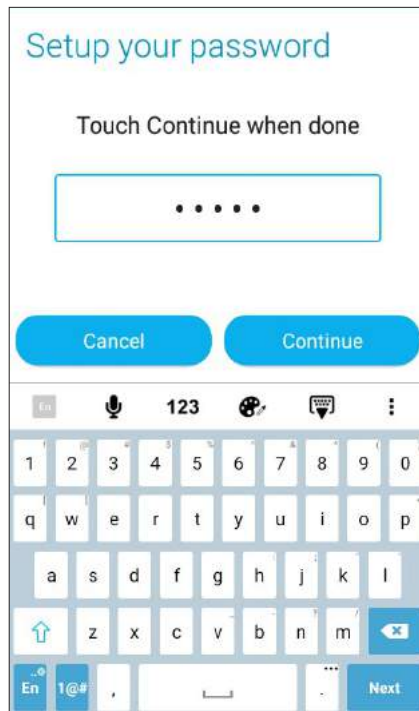 Setup your password
Touch Continue when done
•••••
Cancel Continue
En 123
1 2 3 4 5 6 7 8 9 0
q w e r t y u i o p
a s d f g h j k l
z x c v b n m
En 1@# , . Next